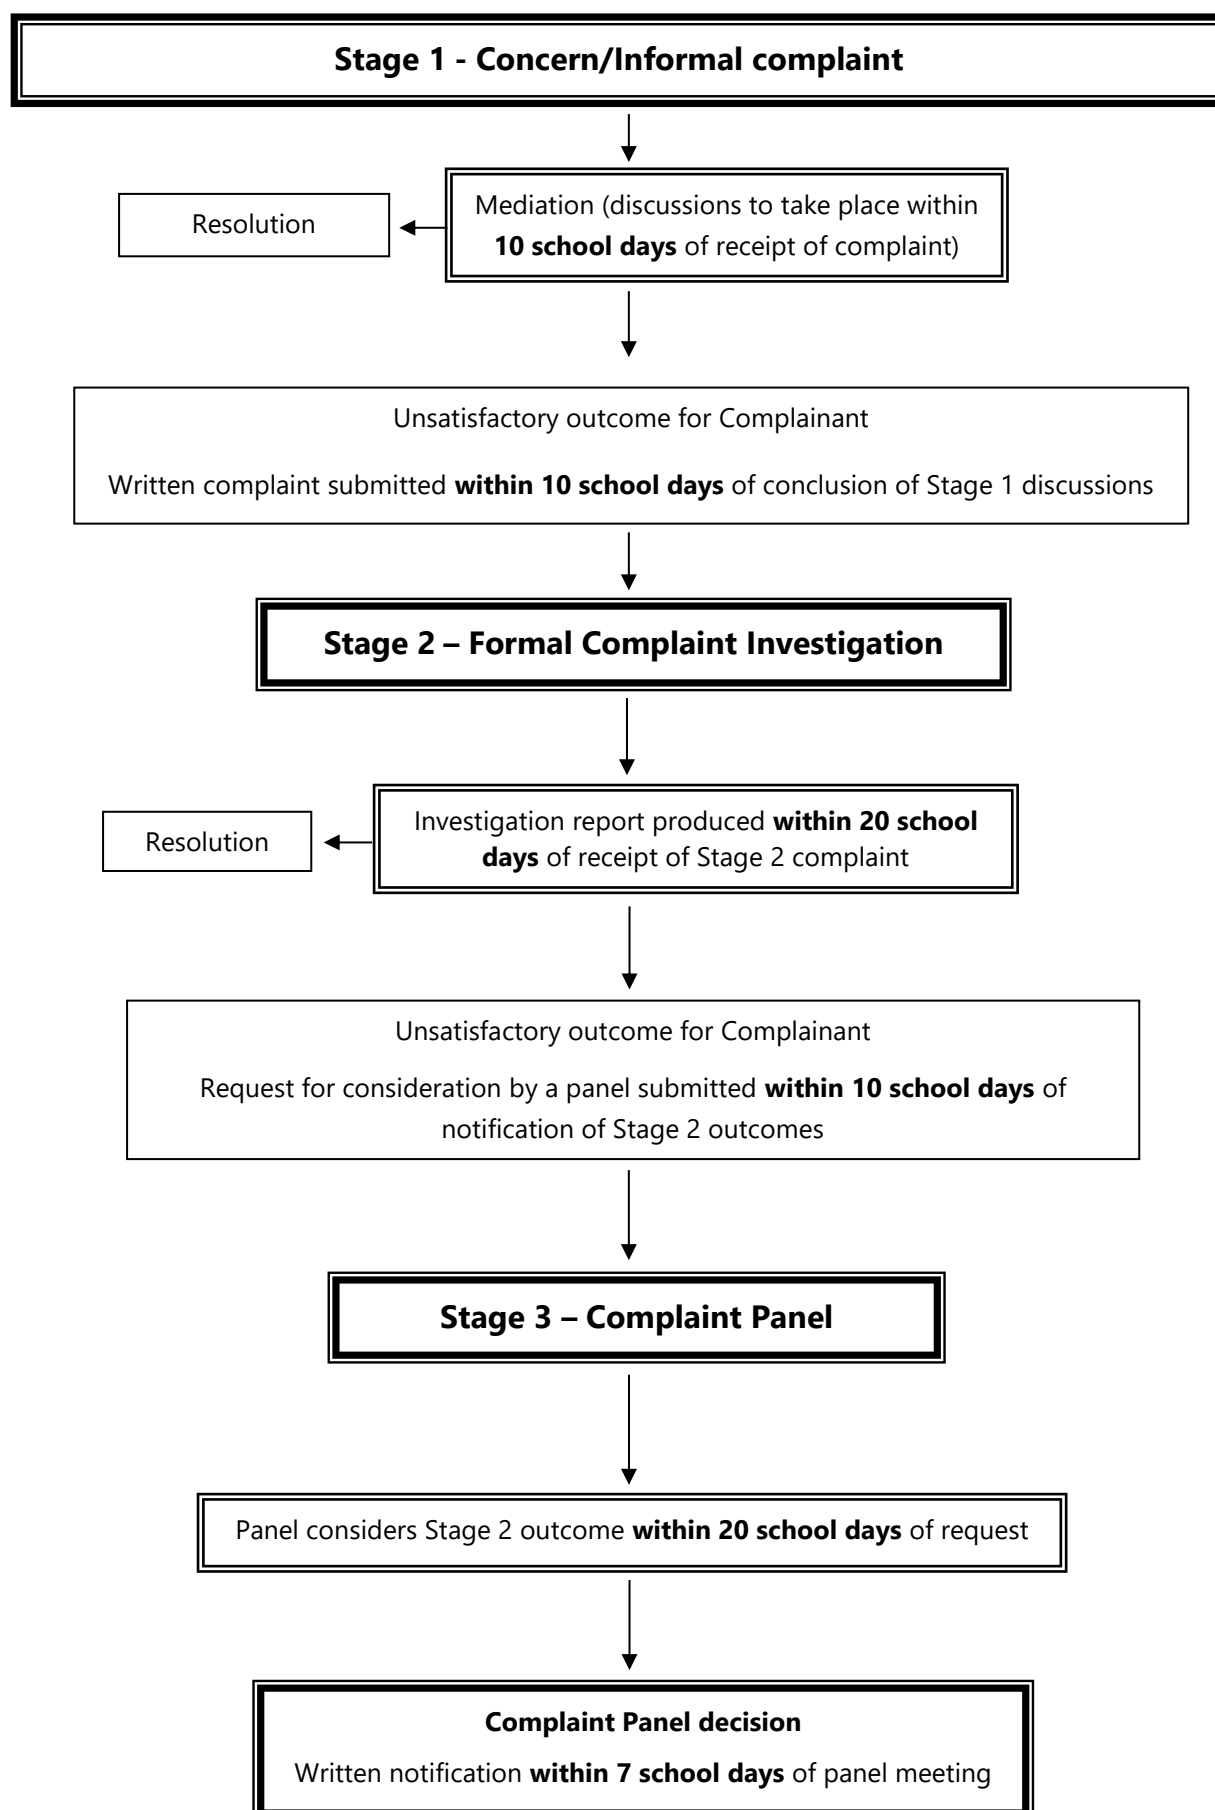 Stage 1 - Concern/Informal complaint
Mediation (discussions to take place within
10 school days of receipt of complaint)
Resolution
Unsatisfactory outcome for Complainant
Written complaint submitted within 10 school days of conclusion of Stage 1 discussions
Stage 2 – Formal Complaint Investigation
Investigation report produced within 20 school
days of receipt of Stage 2 complaint
Resolution
Unsatisfactory outcome for Complainant
Request for consideration by a panel submitted within 10 school days of
notification of Stage 2 outcomes
Stage 3 – Complaint Panel
Panel considers Stage 2 outcome within 20 school days of request
Complaint Panel decision
Written notification within 7 school days of panel meeting